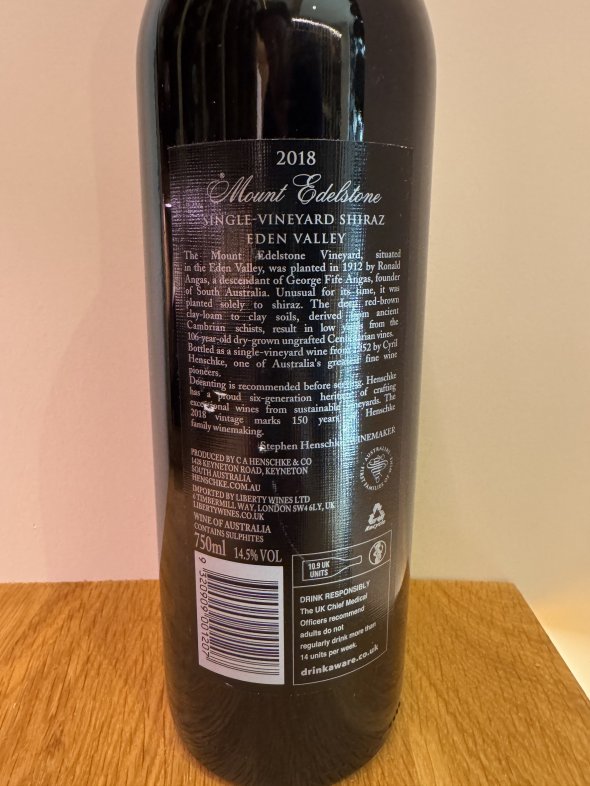 2018
Mount Edelstone
SINGLE-VINEYARD SHIRAZ
EDEN VALLEY
The Mount Edelstone Vineyard, situated
in the Eden Valley, was planted in 1912 by Ronald
Angas, a descendant of George Fife Angas, founder
of South Australia. Unusual for its time, it was
planted solely to shiraz. The deep red-brown
clay-loam to clay soils, derived from ancient
Cambrian schists, result in low yields from the
106-year-old dry-grown ungrafted Centenarian vines.
Bottled as a single-vineyard wine from 1952 by Cyril
Henschke, one of Australia's greatest fine wine
pioneers.
Decanting is recommended before serving. Henschke
has a proud six-generation heritage of crafting
exceptional wines from sustainable vineyards. The
2018 vintage marks 150 years of Henschke
family winemaking.
Stephen Henschke, WINEMAKER
PRODUCED BY C A HENSCHKE & CO
1428 KEYNETON ROAD, KEYNETON
SOUTH AUSTRALIA
HENSCHKE.COM.AU
IMPORTED BY LIBERTY WINES LTD
6 TIMBERMILL WAY, LONDON SW4 6LY, UK
LIBERTYWINES.CO.UK
WINE OF AUSTRALIA
CONTAINS SULPHITES
750ml 14.5% VOL
9 320909 001207
AUSTRALIA'S FIRST FAMILIES OF WINE
Recycle
10.9 UK
UNITS
DRINK RESPONSIBLY
The UK Chief Medical
Officers recommend
adults do not
regularly drink more than
14 units per week.
drinkaware.co.uk